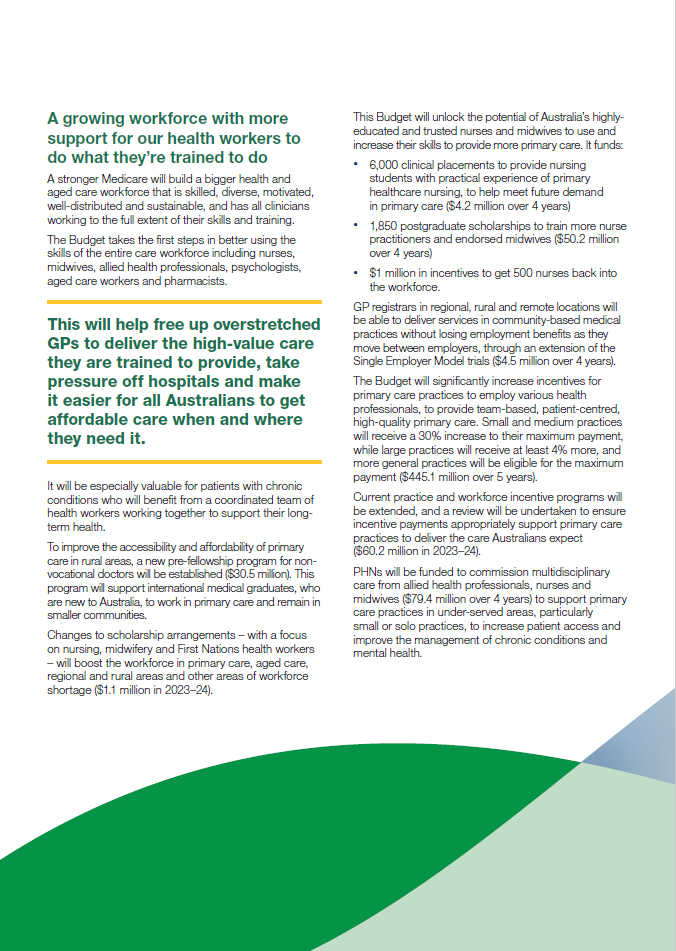 A growing workforce with more
support for our health workers to
do what they're trained to do
A stronger Medicare will build a bigger health and
aged care workforce that is skilled, diverse, motivated,
well-distributed and sustainable, and has all clinicians
working to the full extent of their skills and training.
The Budget takes the first steps in better using the
skills of the entire care workforce including nurses,
midwives, allied health professionals, psychologists,
aged care workers and pharmacists.
This will help free up overstretched
GPs to deliver the high-value care
they are trained to provide, take
pressure off hospitals and make
it easier for all Australians to get
affordable care when and where
they need it.
It will be especially valuable for patients with chronic
conditions who will benefit from a coordinated team of
health workers working together to support their long-
term health.
To improve the accessibility and affordability of primary
care in rural areas, a new pre-fellowship program for non-
vocational doctors will be established ($30.5 million). This
program will support international medical graduates, who
are new to Australia, to work in primary care and remain in
smaller communities.
Changes to scholarship arrangements – with a focus
on nursing, midwifery and First Nations health workers
– will boost the workforce in primary care, aged care,
regional and rural areas and other areas of workforce
shortage ($1.1 million in 2023–24).
This Budget will unlock the potential of Australia's highly-
educated and trusted nurses and midwives to use and
increase their skills to provide more primary care. It funds:
• 6,000 clinical placements to provide nursing
students with practical experience of primary
healthcare nursing, to help meet future demand
in primary care ($4.2 million over 4 years)
• 1,850 postgraduate scholarships to train more nurse
practitioners and endorsed midwives ($50.2 million
over 4 years)
• $1 million in incentives to get 500 nurses back into
the workforce.
GP registrars in regional, rural and remote locations will
be able to deliver services in community-based medical
practices without losing employment benefits as they
move between employers, through an extension of the
Single Employer Model trials ($4.5 million over 4 years).
The Budget will significantly increase incentives for
primary care practices to employ various health
professionals, to provide team-based, patient-centred,
high-quality primary care. Small and medium practices
will receive a 30% increase to their maximum payment,
while large practices will receive at least 4% more, and
more general practices will be eligible for the maximum
payment ($445.1 million over 5 years).
Current practice and workforce incentive programs will
be extended, and a review will be undertaken to ensure
incentive payments appropriately support primary care
practices to deliver the care Australians expect
($60.2 million in 2023–24).
PHNs will be funded to commission multidisciplinary
care from allied health professionals, nurses and
midwives ($79.4 million over 4 years) to support primary
care practices in under-served areas, particularly
small or solo practices, to increase patient access and
improve the management of chronic conditions and
mental health.